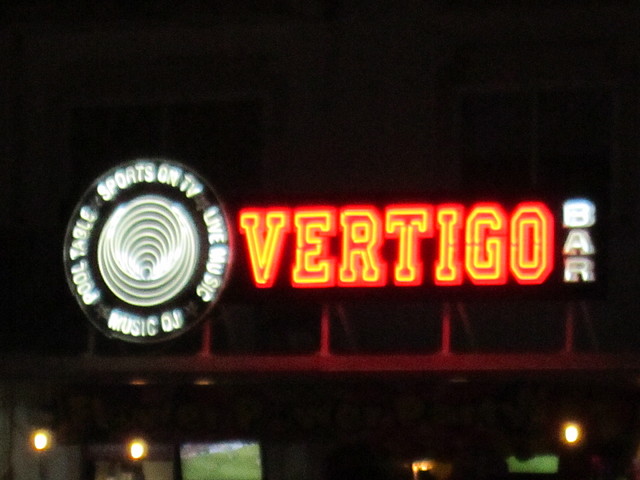 SPORTS ON TV
LIVE MUSIC
MUSIC DJ
POOL TABLE
VERTIGO
BAR